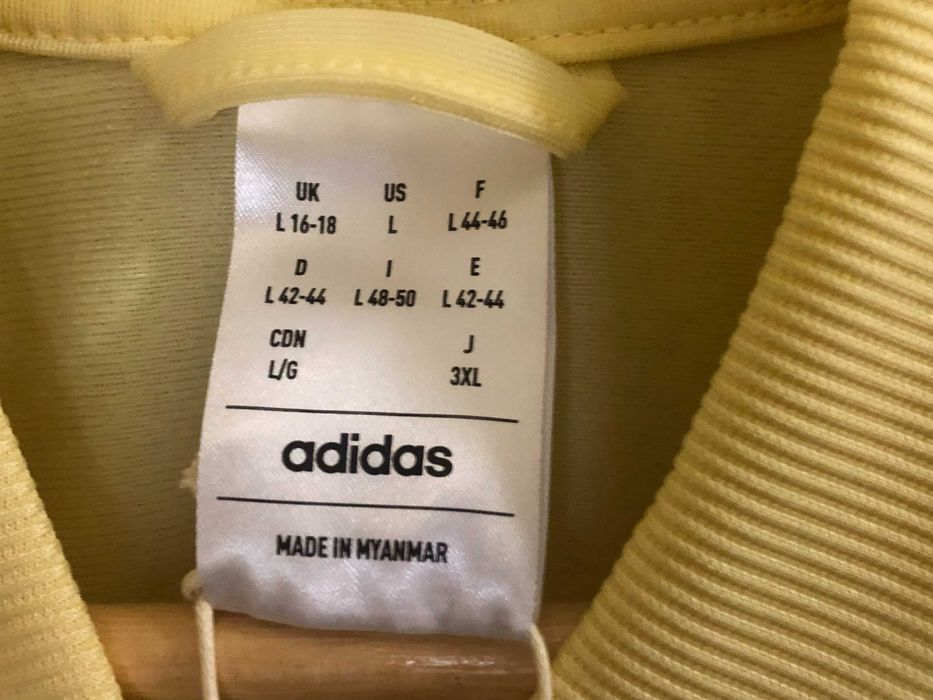 UK US F
L 16-18 L L 44-46
D I E
L 42-44 L 48-50 L 42-44
CDN J
L/G 3XL
adidas
MADE IN MYANMAR